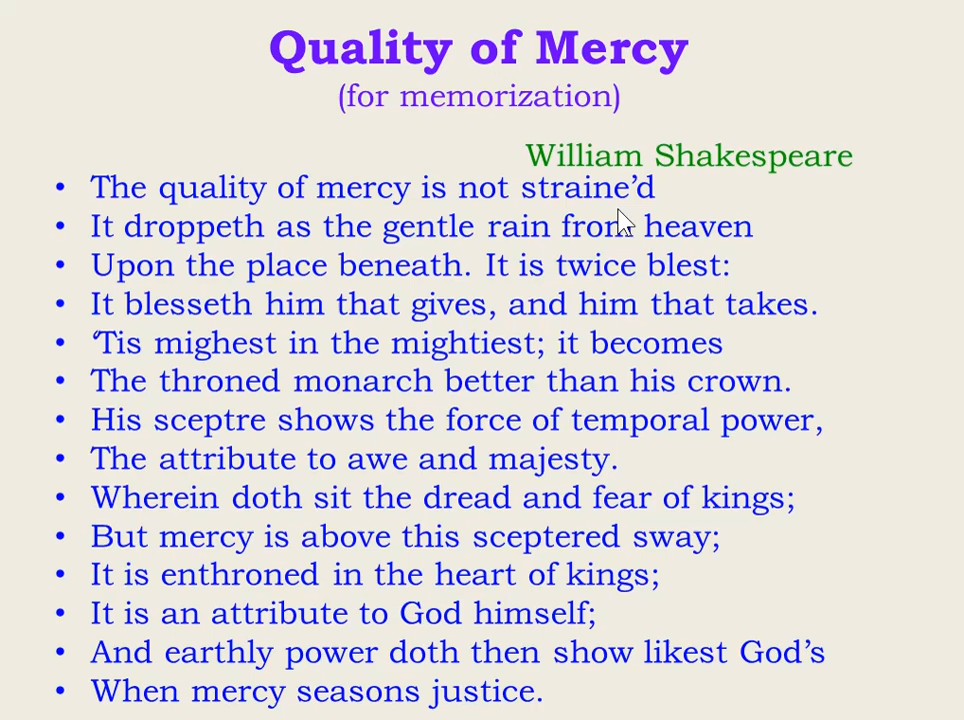 Quality of Mercy
(for memorization)
William Shakespeare
• The quality of mercy is not straine’d
• It droppeth as the gentle rain from heaven
• Upon the place beneath. It is twice blest:
• It blesseth him that gives, and him that takes.
• ‘Tis mighest in the mightiest; it becomes
• The throned monarch better than his crown.
• His sceptre shows the force of temporal power,
• The attribute to awe and majesty.
• Wherein doth sit the dread and fear of kings;
• But mercy is above this sceptered sway;
• It is enthroned in the heart of kings;
• It is an attribute to God himself;
• And earthly power doth then show likest God’s
• When mercy seasons justice.